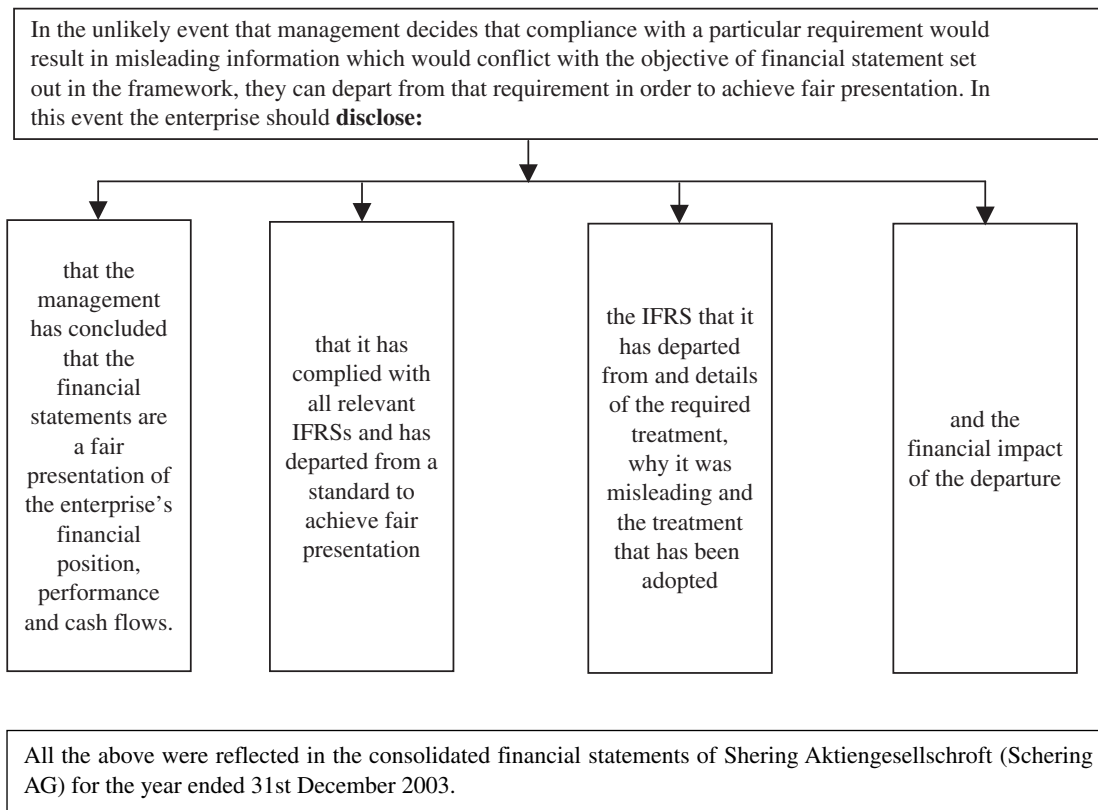 In the unlikely event that management decides that compliance with a particular requirement would
result in misleading information which would conflict with the objective of financial statement set
out in the framework, they can depart from that requirement in order to achieve fair presentation. In
this event the enterprise should disclose:
that the
management
has concluded
that the
financial
statements are
a fair
presentation of
the enterprise's
financial
position,
performance
and cash flows.
that it has
complied with
all relevant
IFRSs and has
departed from a
standard to
achieve fair
presentation
the IFRS that it
has departed
from and details
of the required
treatment,
why it was
misleading and
the treatment
that has been
adopted
and the
financial impact
of the departure
All the above were reflected in the consolidated financial statements of Shering Aktiengesellschroft (Schering
AG) for the year ended 31st December 2003.